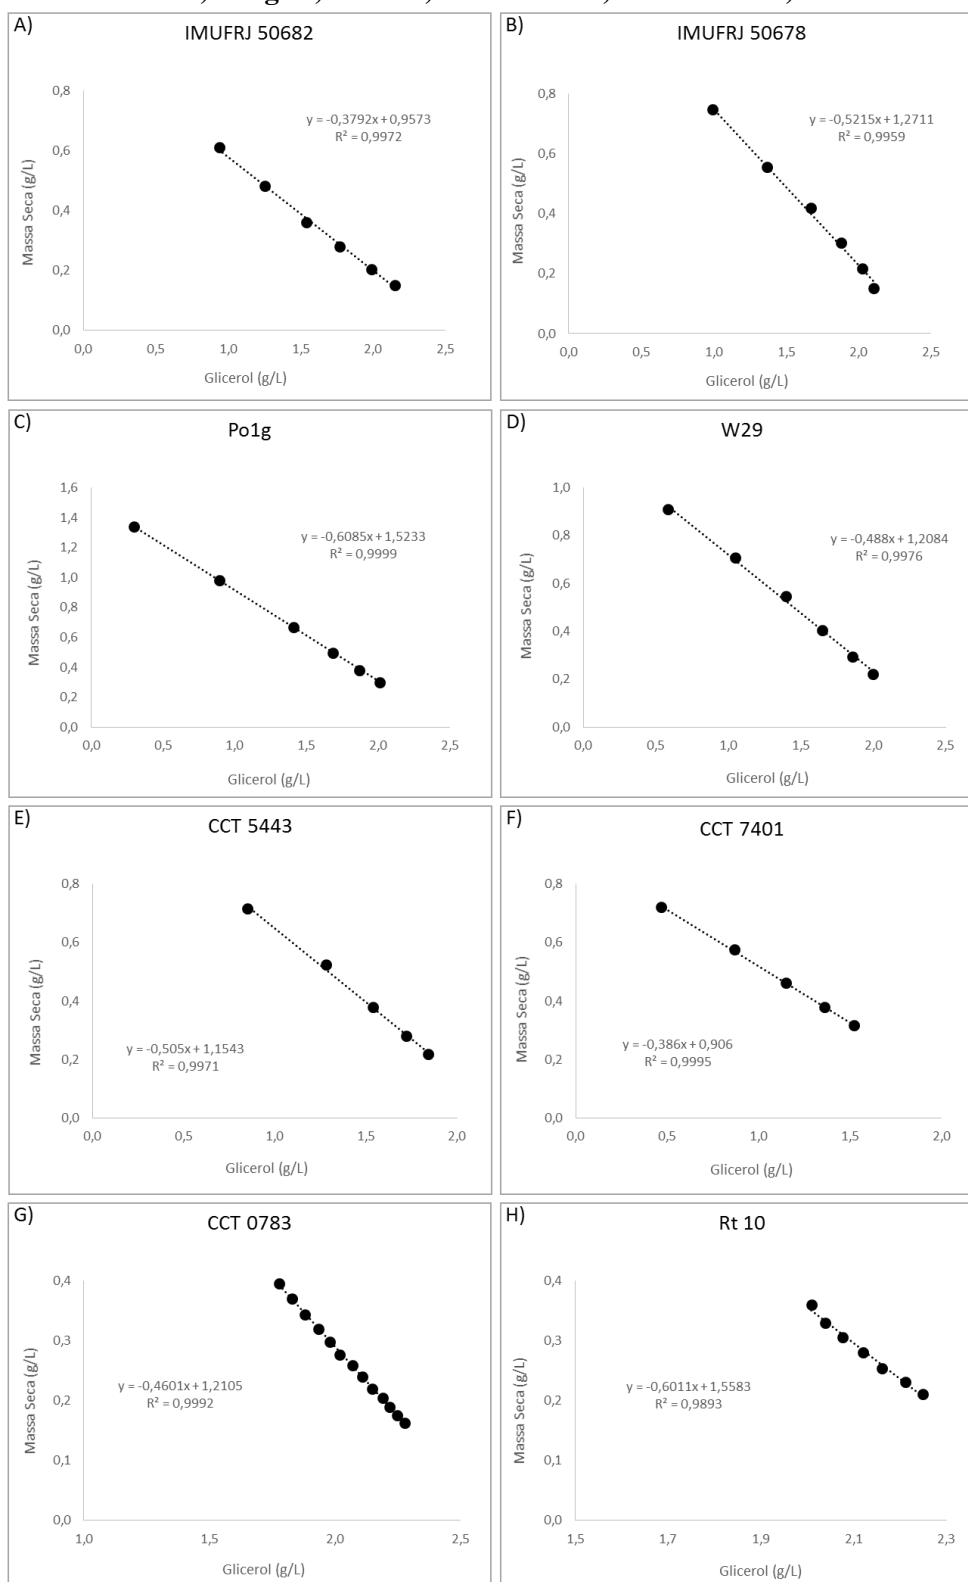 A)
IMUFRJ 50682
0,8
0,6
0,4
0,2
0,0
Massa Seca (g/L)
y = -0,3792x + 0,9573
R² = 0,9972
0,0 0,5 1,0 1,5 2,0 2,5
Glicerol (g/L)
B)
IMUFRJ 50678
0,8
0,6
0,4
0,2
0,0
Massa Seca (g/L)
y = -0,5215x + 1,2711
R² = 0,9959
0,0 0,5 1,0 1,5 2,0 2,5
Glicerol (g/L)
C)
Po1g
1,6
1,4
1,2
1,0
0,8
0,6
0,4
0,2
0,0
Massa Seca (g/L)
y = -0,6085x + 1,5233
R² = 0,9999
0,0 0,5 1,0 1,5 2,0 2,5
Glicerol (g/L)
D)
W29
1,0
0,8
0,6
0,4
0,2
0,0
Massa Seca (g/L)
y = -0,488x + 1,2084
R² = 0,9976
0,0 0,5 1,0 1,5 2,0 2,5
Glicerol (g/L)
E)
CCT 5443
0,8
0,6
0,4
0,2
0,0
Massa Seca (g/L)
y = -0,505x + 1,1543
R² = 0,9971
0,0 0,5 1,0 1,5 2,0
Glicerol (g/L)
F)
CCT 7401
0,8
0,6
0,4
0,2
0,0
Massa Seca (g/L)
y = -0,386x + 0,906
R² = 0,9995
0,0 0,5 1,0 1,5 2,0
Glicerol (g/L)
G)
CCT 0783
0,4
0,3
0,2
0,1
0,0
Massa Seca (g/L)
y = -0,4601x + 1,2105
R² = 0,9992
1,0 1,5 2,0 2,5
Glicerol (g/L)
H)
Rt 10
0,4
0,3
0,2
0,1
0,0
Massa Seca (g/L)
y = -0,6011x + 1,5583
R² = 0,9893
1,5 1,7 1,9 2,1 2,3
Glicerol (g/L)